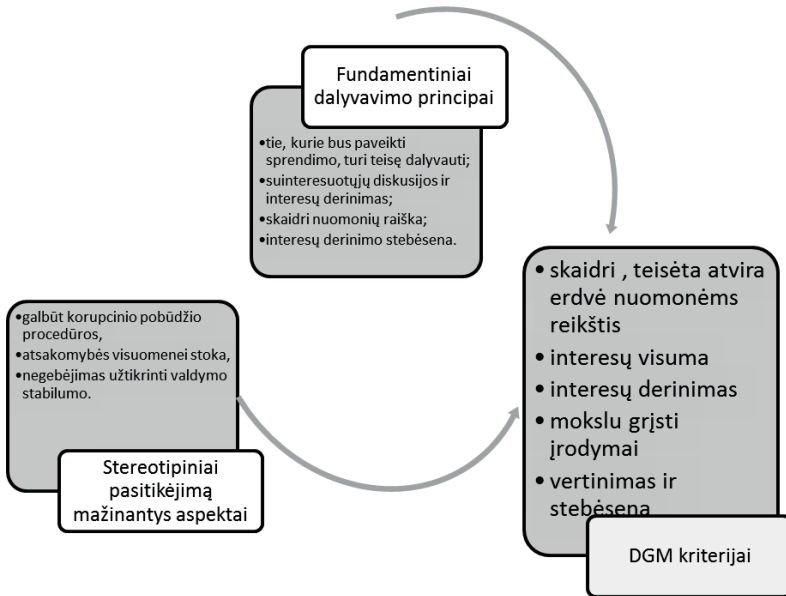 Fundamentiniai
dalyvavimo principai
•tie, kurie bus paveikti
sprendimo, turi teisę dalyvauti;
•suinteresuotųjų diskusijos ir
interesų derinimas;
•skaidri nuomonių raiška;
•interesų derinimo stebėsena.
•galbūt korupcinio pobūdžio
procedūros,
•atsakomybės visuomenei stoka,
•negebėjimas užtikrinti valdymo
stabilumo.
Stereotipiniai
pasitikėjimą
mažinantys aspektai
• skaidri , teisėta atvira
erdvė nuomonėms
reikštis
• interesų visuma
• interesų derinimas
• mokslu grįsti
įrodymai
• vertinimas ir
stebėsena
DGM kriterijai